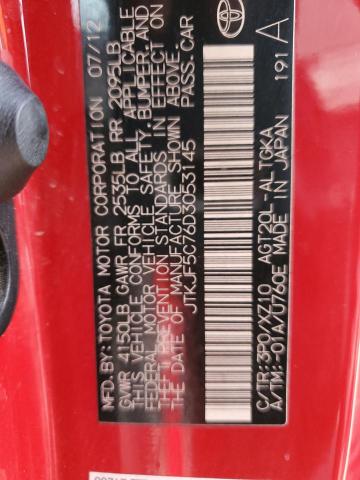 MFD. BY: TOYOTA MOTOR CORPORATION 07/12
GVWR 4150LB GAWR FR 2535LB RR 2095LB
THIS VEHICLE CONFORMS TO ALL APPLICABLE
FEDERAL MOTOR VEHICLE SAFETY, BUMPER, AND
THEFT PREVENTION STANDARDS IN EFFECT ON
THE DATE OF MANUFACTURE SHOWN ABOVE.
JTKJF5C76D3053145 PASS.CAR
C/TR:3P0/XZ10 AGT20L-ALTGKA
A/TM:-01A/U760E MADE IN JAPAN 191 A
TOYOTA